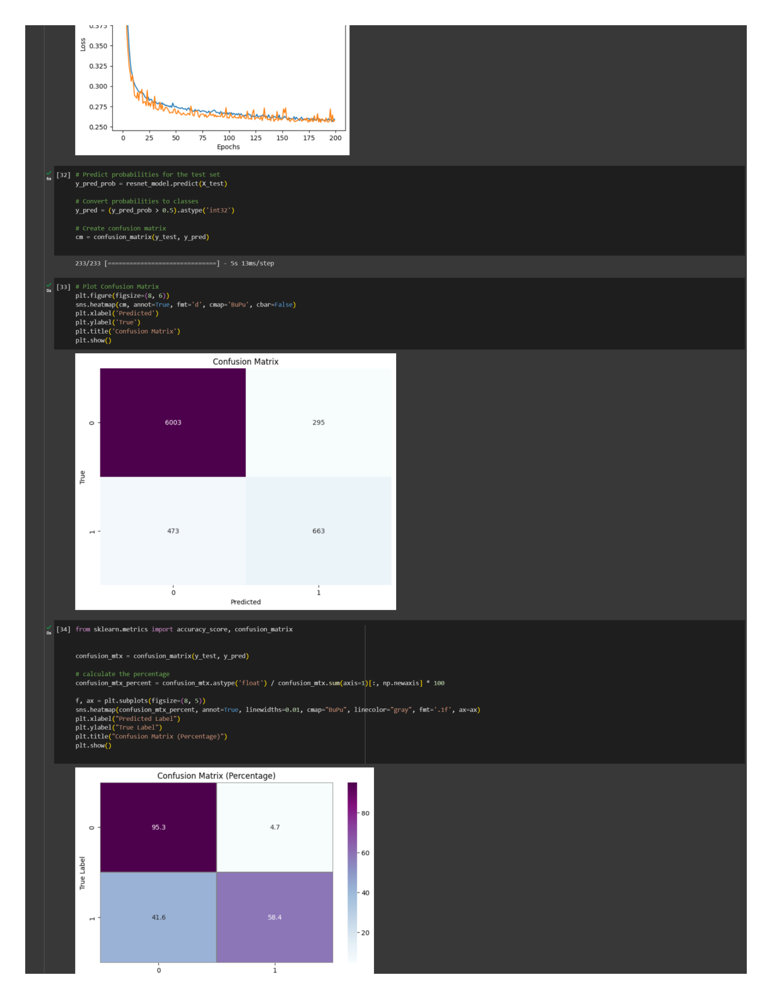 0.375
0.350
0.325
0.300
0.275
0.250
Loss
0 25 50 75 100 125 150 175 200
Epochs
[32] # Predict probabilities for the test set
6s
y_pred_prob = resnet_model.predict(X_test)
# Convert probabilities to classes
y_pred = (y_pred_prob > 0.5).astype('int32')
# Create confusion matrix
cm = confusion_matrix(y_test, y_pred)
233/233 [==============================] - 5s 13ms/step
[33] # Plot Confusion Matrix
0s
plt.figure(figsize=(8, 6))
sns.heatmap(cm, annot=True, fmt='d', cmap='BuPu', cbar=False)
plt.xlabel('Predicted')
plt.ylabel('True')
plt.title('Confusion Matrix')
plt.show()
Confusion Matrix
0 6003 295
True
1 473 663
0 1
Predicted
[34] from sklearn.metrics import accuracy_score, confusion_matrix
0s
confusion_mtx = confusion_matrix(y_test, y_pred)
# calculate the percentage
confusion_mtx_percent = confusion_mtx.astype('float') / confusion_mtx.sum(axis=1)[:, np.newaxis] * 100
f, ax = plt.subplots(figsize=(8, 5))
sns.heatmap(confusion_mtx_percent, annot=True, linewidths=0.01, cmap="BuPu", linecolor="gray", fmt='.1f', ax=ax)
plt.xlabel("Predicted Label")
plt.ylabel("True Label")
plt.title("Confusion Matrix (Percentage)")
plt.show()
Confusion Matrix (Percentage)
0 95.3 4.7
True Label
1 41.6 58.4
0 1
80
60
40
20